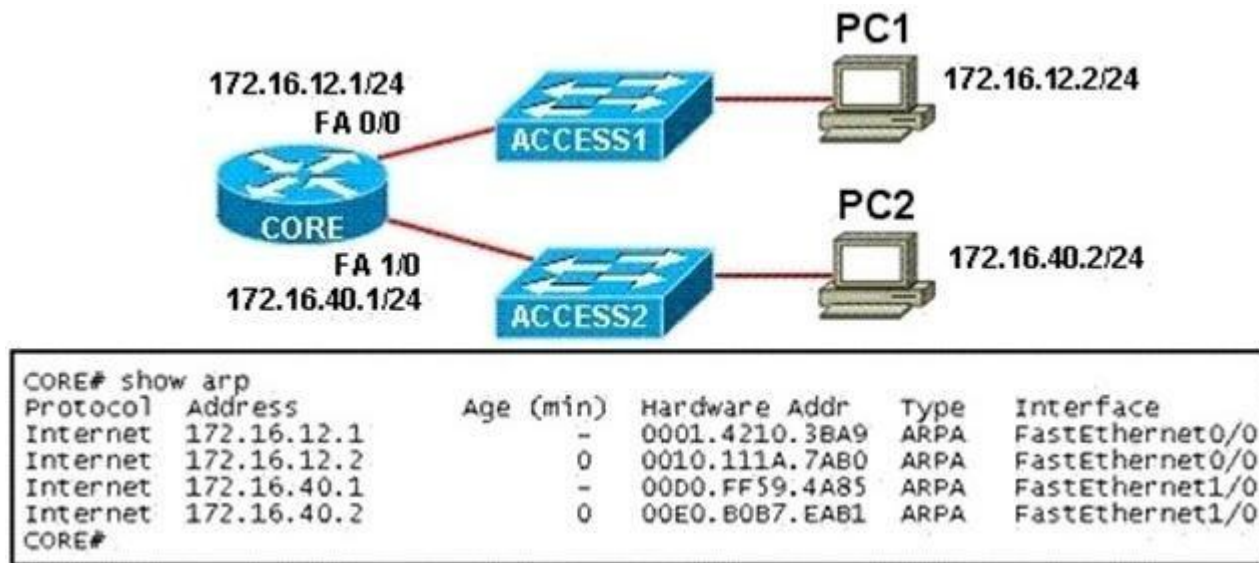 PC1
172.16.12.1/24
172.16.12.2/24
FA 0/0
ACCESS1
PC2
CORE
172.16.40.2/24
FA 1/0
172.16.40.1/24
ACCESS2
CORE# show arp
Protocol Address Age (min) Hardware Addr Type Interface
Internet 172.16.12.1 - 0001.4210.3BA9 ARPA FastEthernet0/0
Internet 172.16.12.2 0 0010.111A.7AB0 ARPA FastEthernet0/0
Internet 172.16.40.1 - 00D0.FF59.4A85 ARPA FastEthernet1/0
Internet 172.16.40.2 0 00E0.B0B7.EAB1 ARPA FastEthernet1/0
CORE#